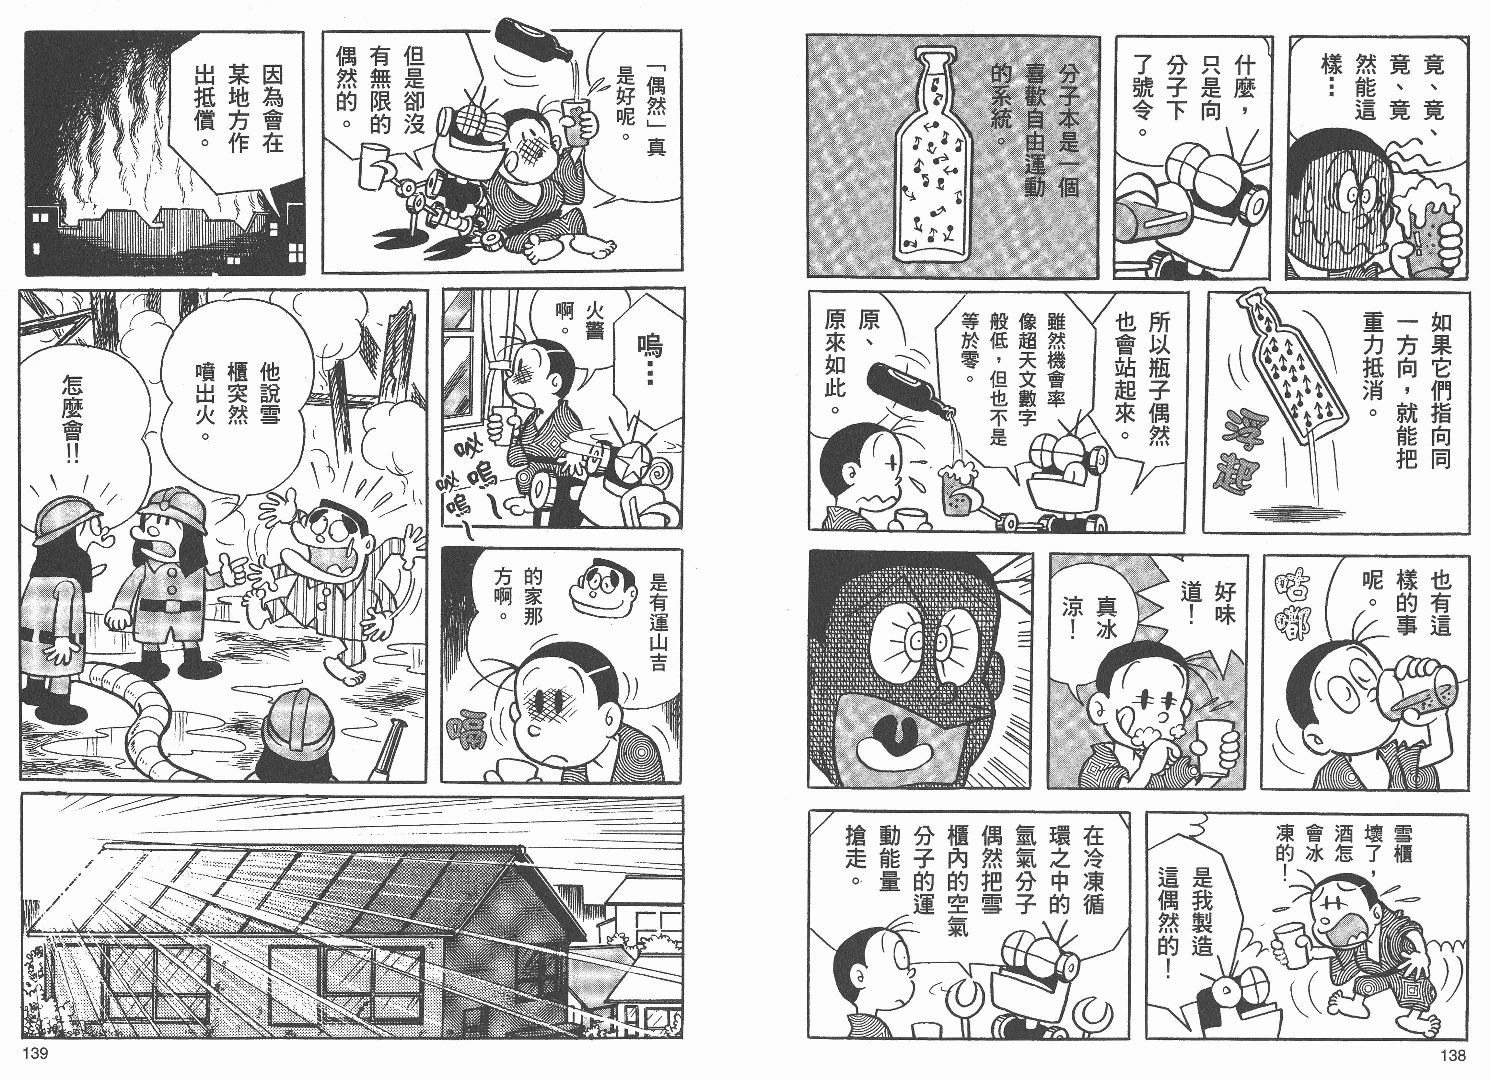 竟、竟、
竟、竟
然能這
樣…
什麼，
只是向
分子下
了號令。
分子本是一個
喜歡自由運動
的系統。
如果它們指向同
一方向，就能把
重力抵消。
浮起
所以瓶子偶然
也會站起來。
雖然機會率
像超天文數字
般低，但也不是
等於零。
原、
原來如此。
也有這
樣的事
呢。
咕嘟
好味
道！
真冰
涼！
雪櫃
壞了，
酒怎
會冰
凍的！
是我製造
這偶然的！
在冷凍循
環之中的
氫氣分子
偶然把雪
櫃內的空氣
分子的運
動能量
搶走。
138
「偶然」真
是好呢。
但是卻沒
有無限的
偶然的。
因為會在
某地方作
出抵償。
嗚…
火警
啊。
呅嗚～
呅嗚～
是有運山吉
的家那
方啊。
他說雪
櫃突然
噴出火。
怎麼會!!
139